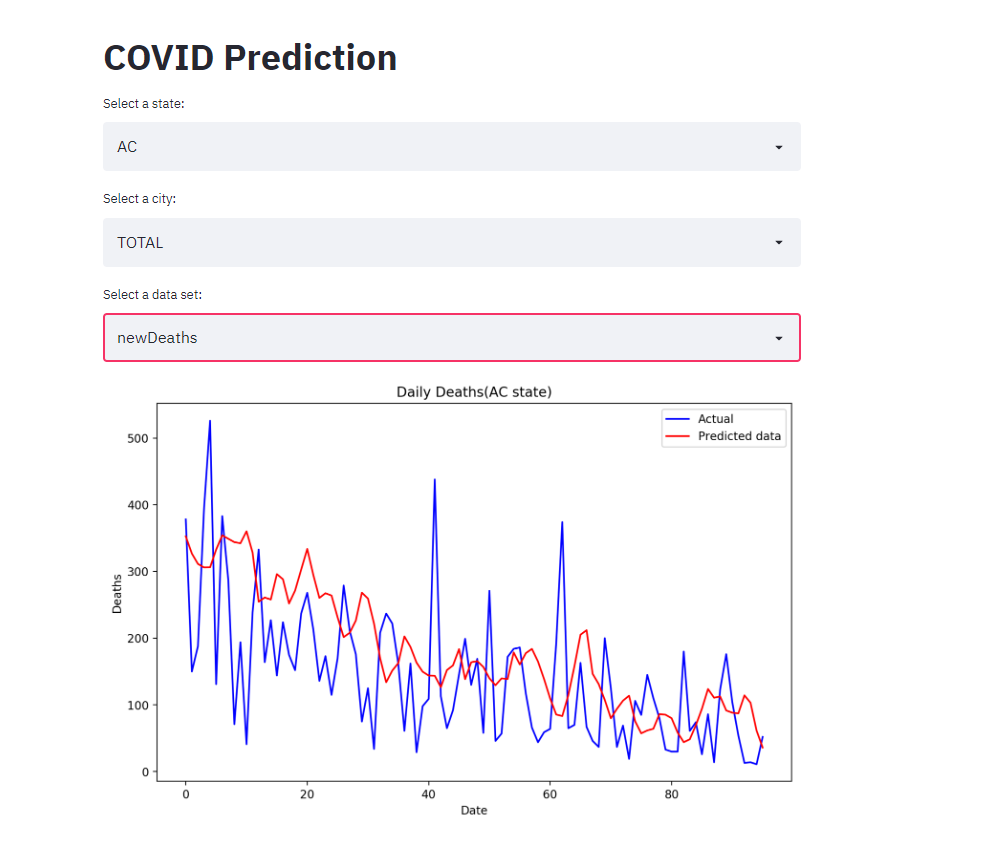 COVID Prediction
Select a state:
AC
Select a city:
TOTAL
Select a data set:
newDeaths
Daily Deaths(AC state)
Actual
Predicted data
500
400
300
200
100
0
Deaths
0 20 40 60 80
Date